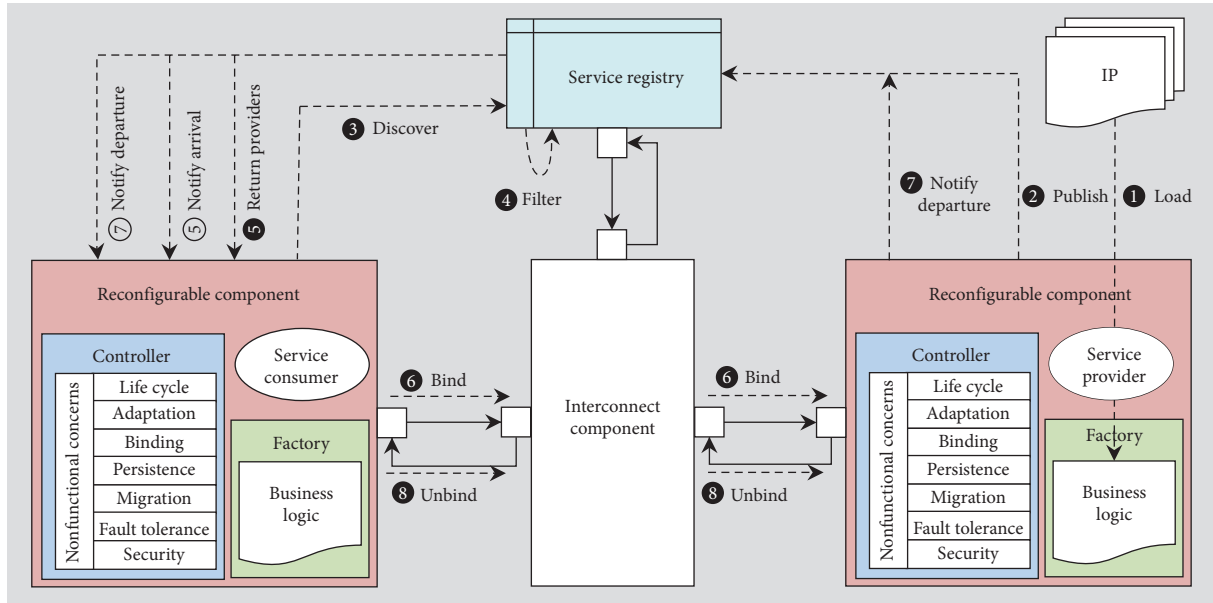 Service registry
IP
3 Discover
4 Filter
7 Notify departure
5 Notify arrival
5 Return providers
7 Notify
departure
2 Publish
1 Load
Reconfigurable component
Controller
Nonfunctional concerns
Life cycle
Adaptation
Binding
Persistence
Migration
Fault tolerance
Security
Service
consumer
Factory
Business
logic
6 Bind
8 Unbind
Interconnect
component
6 Bind
8 Unbind
Reconfigurable component
Controller
Nonfunctional concerns
Life cycle
Adaptation
Binding
Persistence
Migration
Fault tolerance
Security
Service
provider
Factory
Business
logic